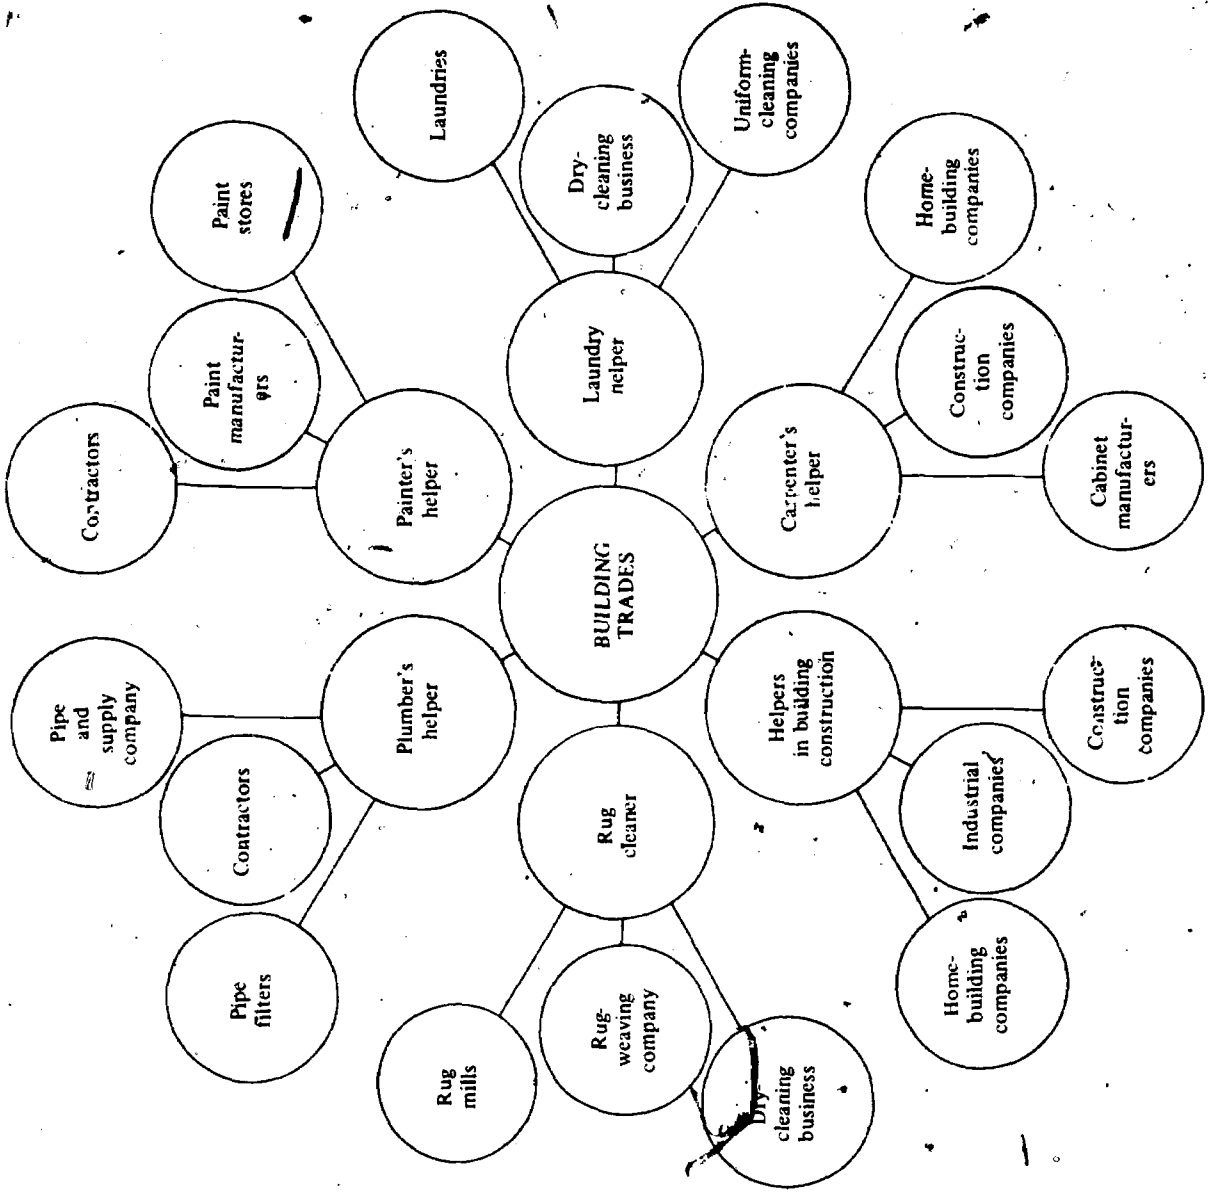 BUILDING
TRADES
Laundry
helper
Laundries
Dry-
cleaning
business
Uniform-
cleaning
companies
Carpenter's
helper
Home-
building
companies
Construc-
tion
companies
Cabinet
manufactur-
ers
Helpers
in building
construction
Construc-
tion
companies
Industrial
companies
Home-
building
companies
Rug
cleaner
Dry-
cleaning
business
Rug-
weaving
company
Rug
mills
Plumber's
helper
Pipe
filters
Contractors
Pipe
and
supply
company
Painter's
helper
Contractors
Paint
manufactur-
ers
Paint
stores